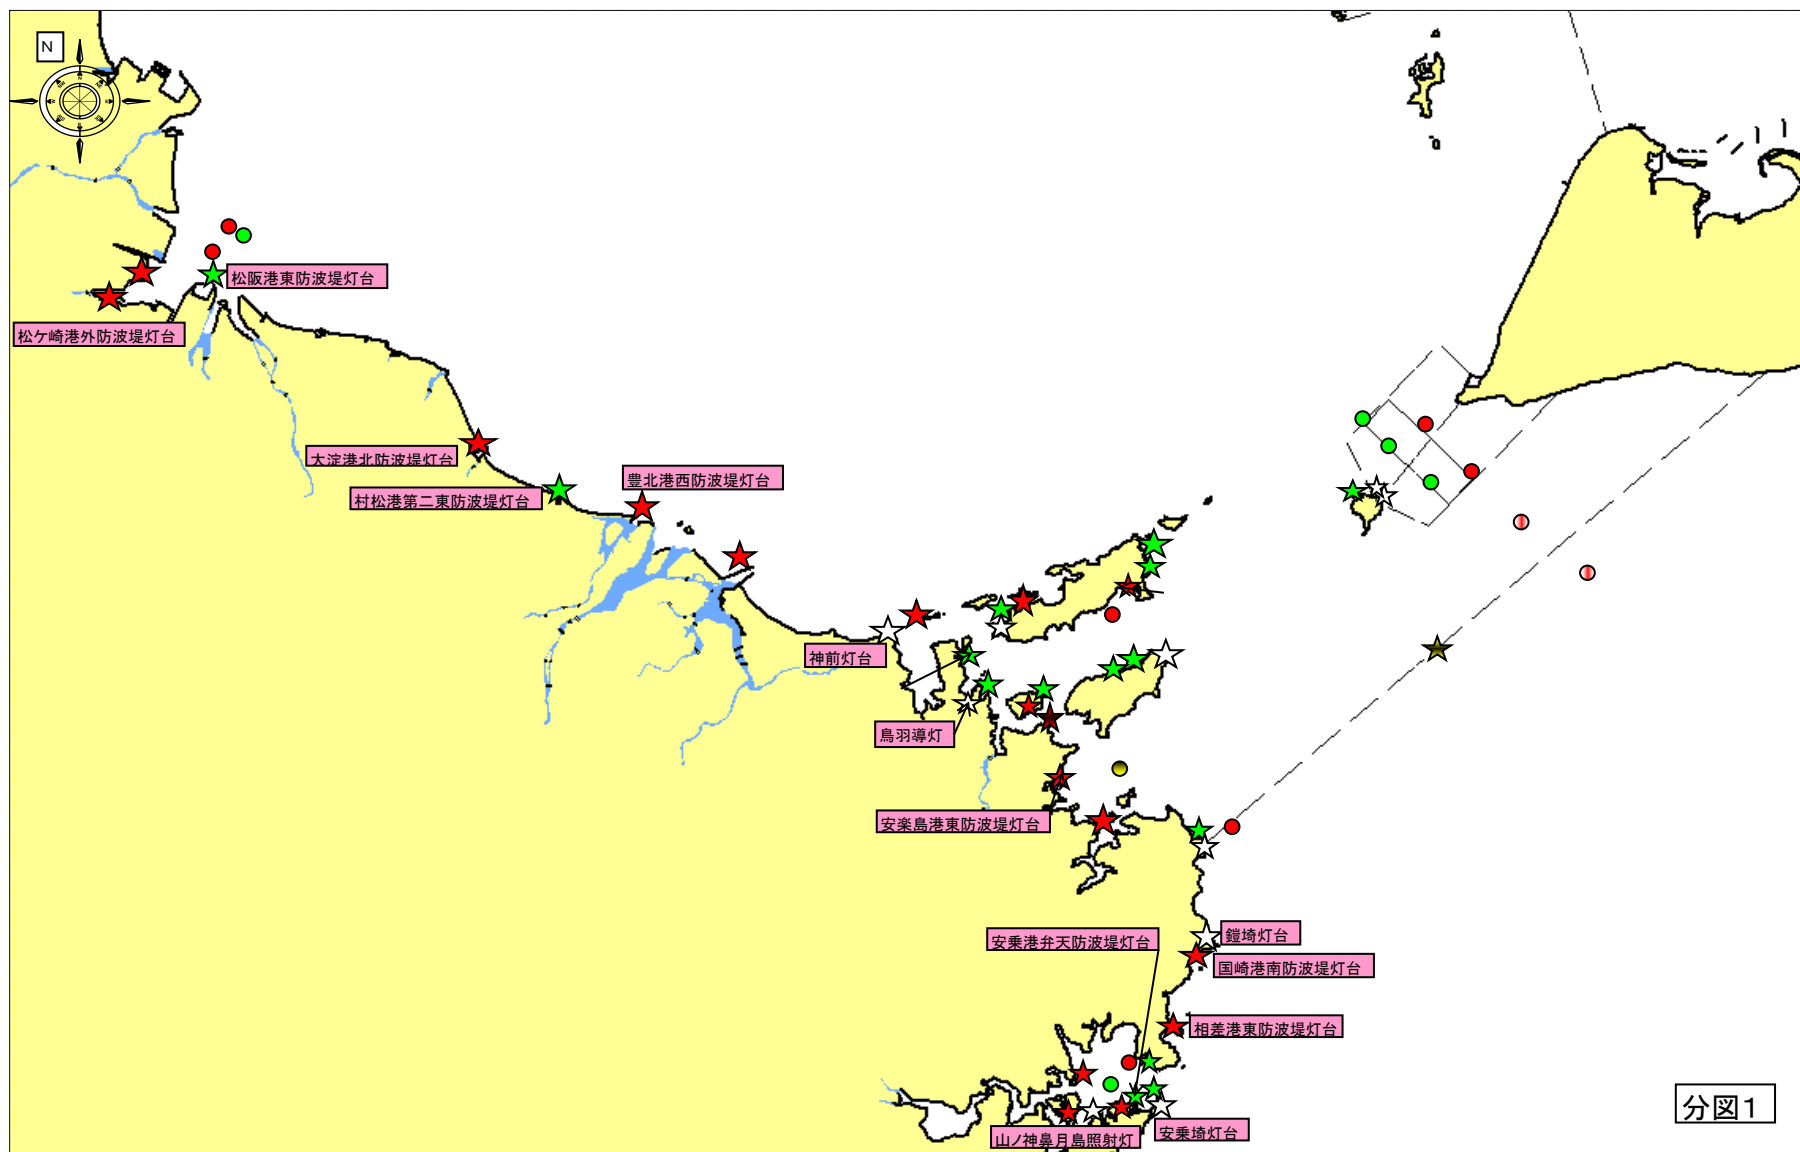 N
松阪港東防波堤灯台
松ケ崎港外防波堤灯台
大淀港北防波堤灯台
豊北港西防波堤灯台
村松港第二東防波堤灯台
神前灯台
鳥羽導灯
安楽島港東防波堤灯台
安乗港弁天防波堤灯台
鎧埼灯台
国崎港南防波堤灯台
相差港東防波堤灯台
山ノ神鼻月島照射灯
安乗埼灯台
分図1